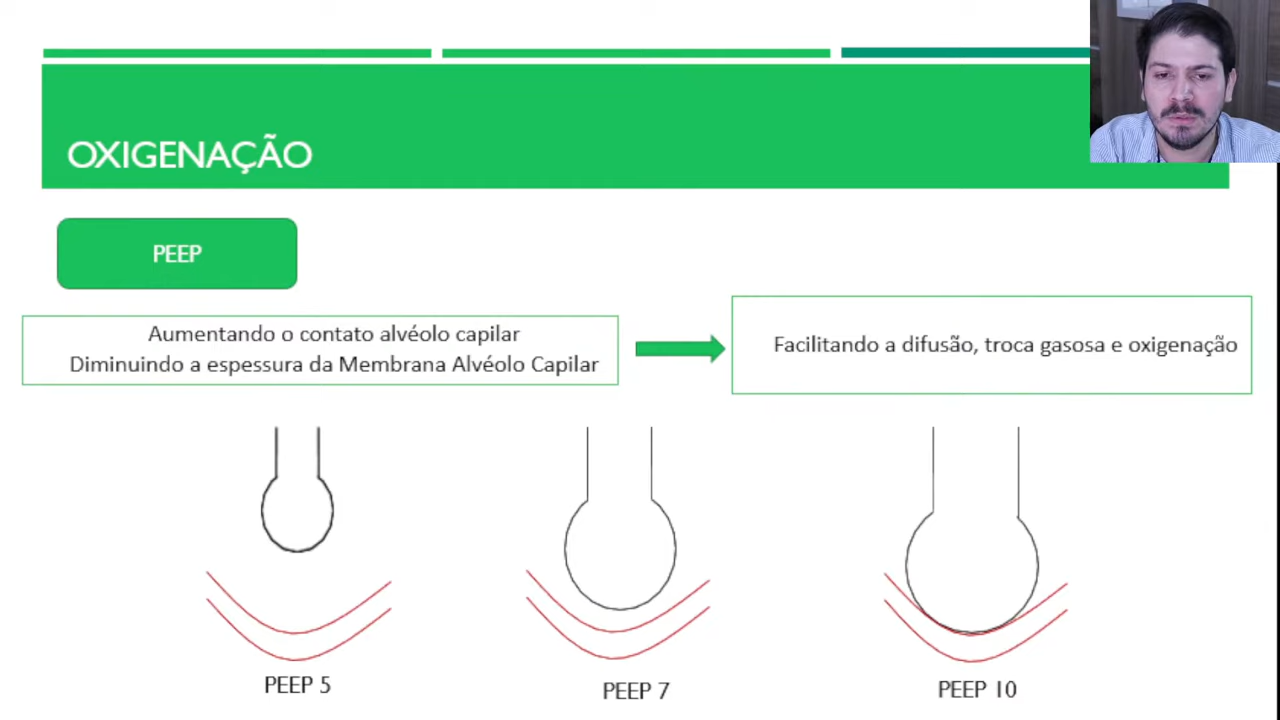 OXIGENAÇÃO
PEEP
Aumentando o contato alvéolo capilar
Diminuindo a espessura da Membrana Alvéolo Capilar
Facilitando a difusão, troca gasosa e oxigenação
PEEP 5
PEEP 7
PEEP 10